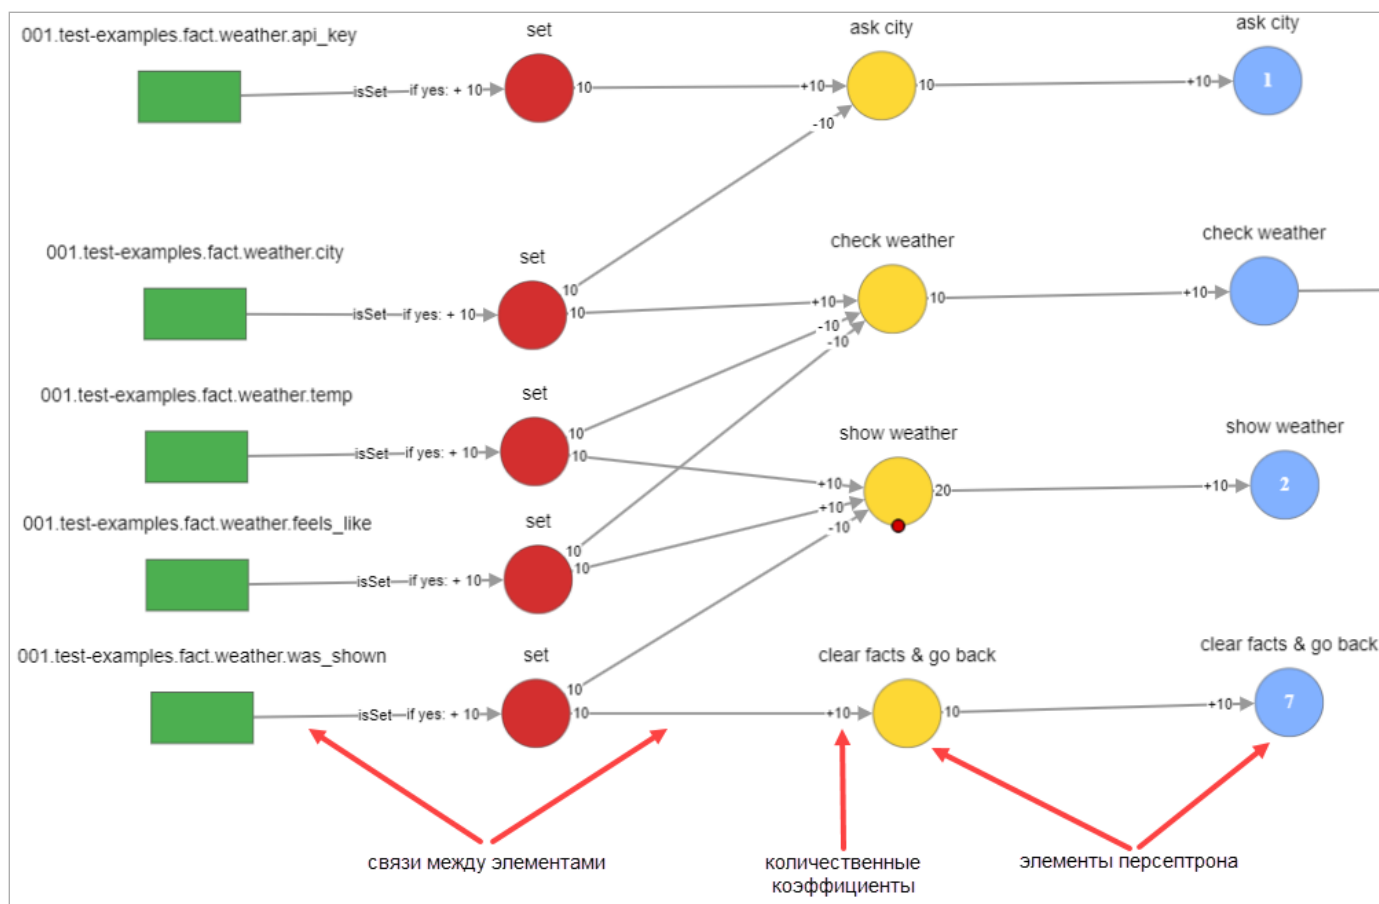 001.test-examples.fact.weather.api_key
set
ask city
ask city
isSet
if yes: + 10
10
+10
10
+10
1
-10
001.test-examples.fact.weather.city
set
check weather
check weather
isSet
if yes: + 10
10
10
+10
-10
-10
10
+10
001.test-examples.fact.weather.temp
set
show weather
show weather
isSet
if yes: + 10
10
10
+10
+10
-10
20
+10
2
001.test-examples.fact.weather.feels_like
set
isSet
if yes: + 10
10
10
001.test-examples.fact.weather.was_shown
set
clear facts & go back
clear facts & go back
isSet
if yes: + 10
10
10
+10
10
+10
7
связи между элементами
количественные
коэффициенты
элементы персептрона